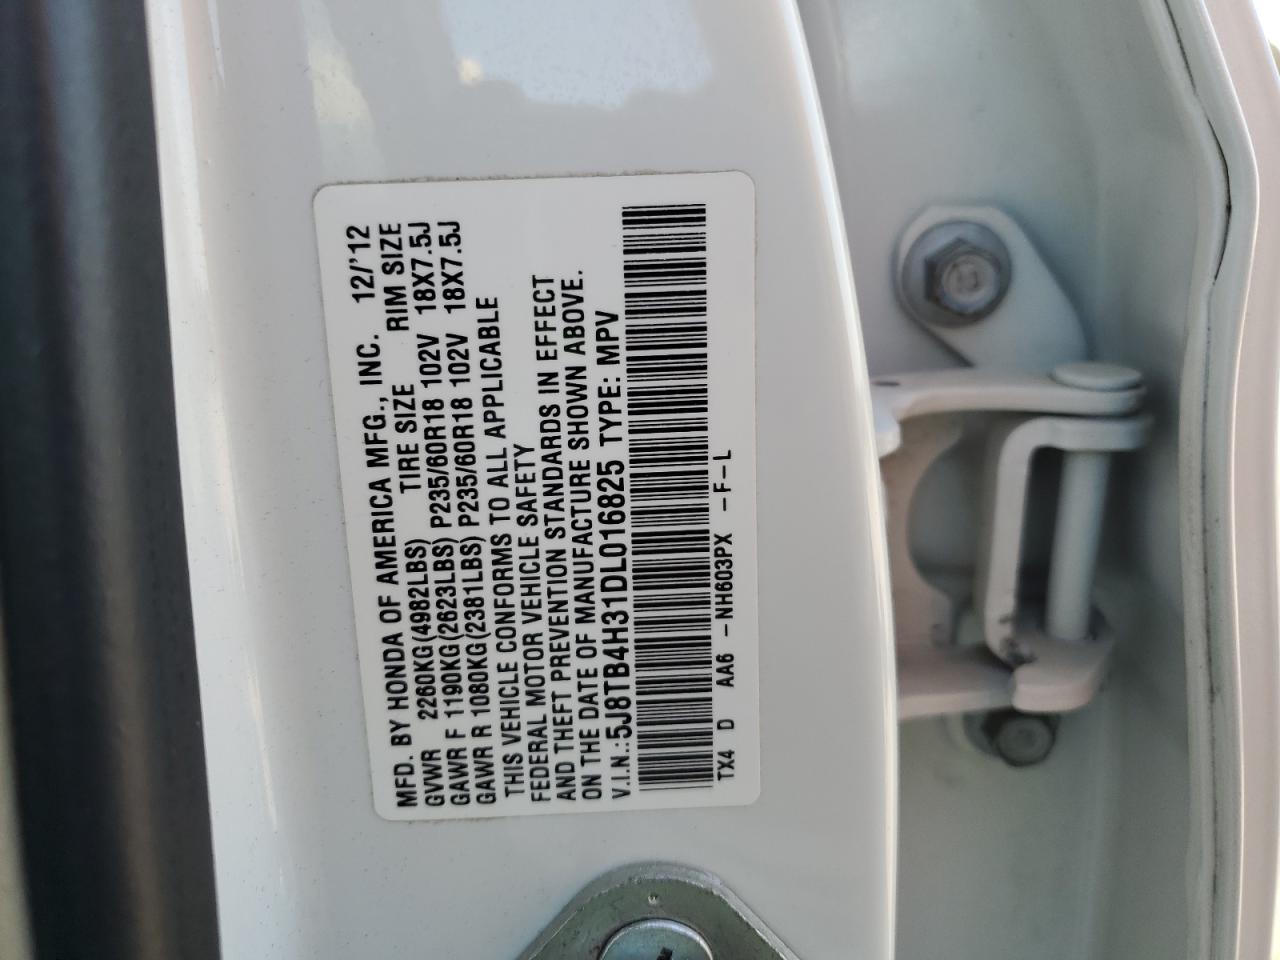 MFD. BY HONDA OF AMERICA MFG., INC. 12/'12
GVWR 2260KG(4982LBS) TIRE SIZE RIM SIZE
GAWR F 1190KG(2623LBS) P235/60R18 102V 18X7.5J
GAWR R 1080KG(2381LBS) P235/60R18 102V 18X7.5J
THIS VEHICLE CONFORMS TO ALL APPLICABLE
FEDERAL MOTOR VEHICLE SAFETY
AND THEFT PREVENTION STANDARDS IN EFFECT
ON THE DATE OF MANUFACTURE SHOWN ABOVE.
V.I.N.:5J8TB4H31DL016825 TYPE: MPV
TX4 D AA6 -NH603PX -F-L